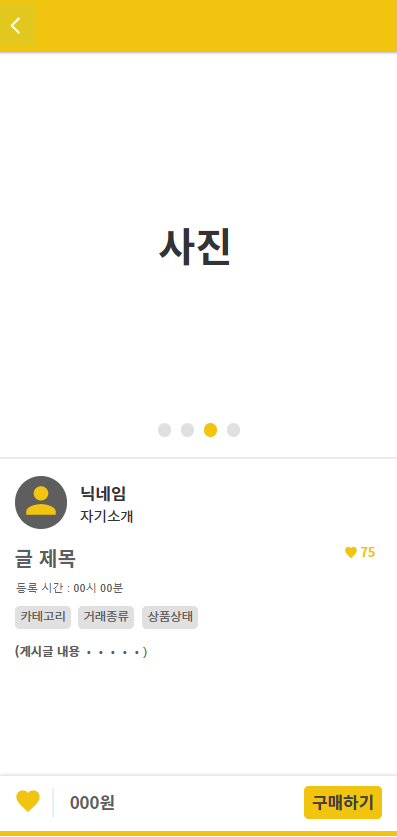 사진
닉네임
자기소개
글 제목
75
등록 시간 : 00시 00분
카테고리 거래종류 상품상태
(게시글 내용 • • • • •)
000원 구매하기